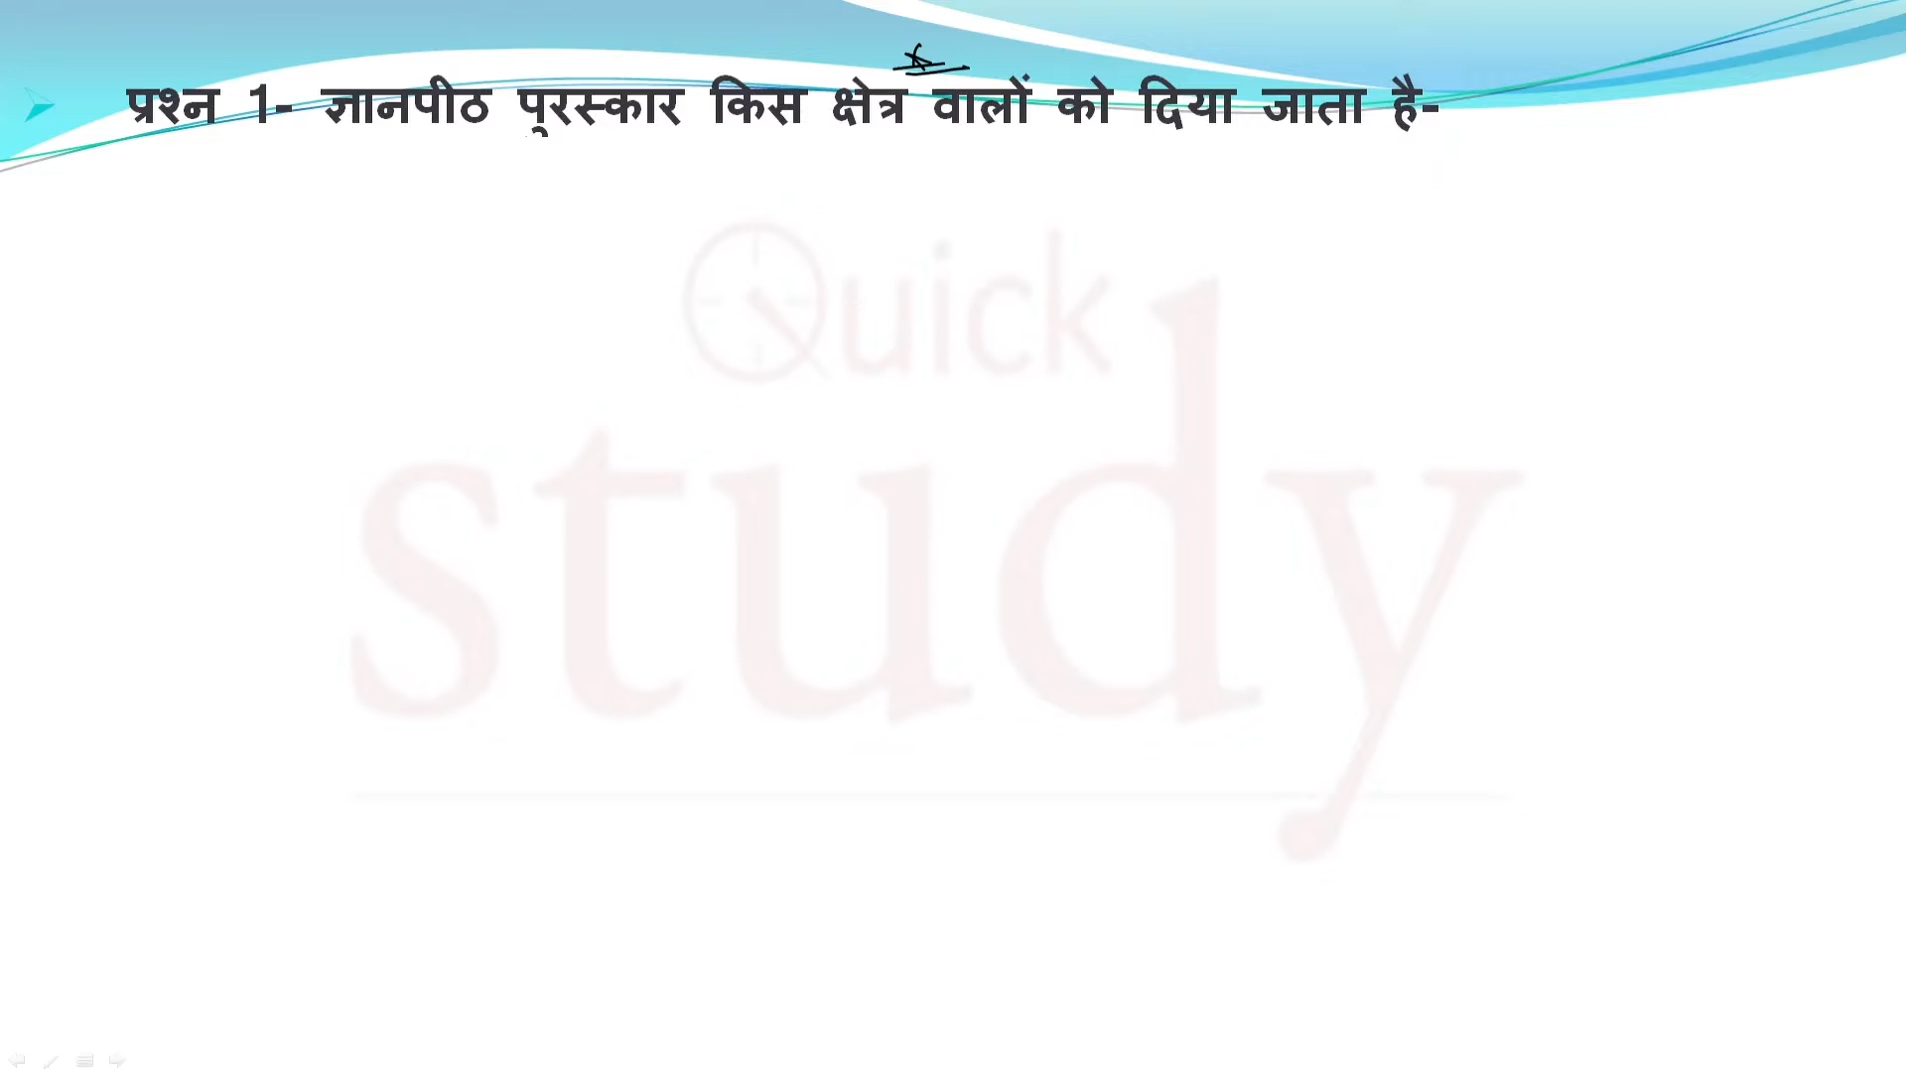 प्रश्न 1- ज्ञानपीठ पुरस्कार किस क्षेत्र वालों को दिया जाता है-
Quick
study